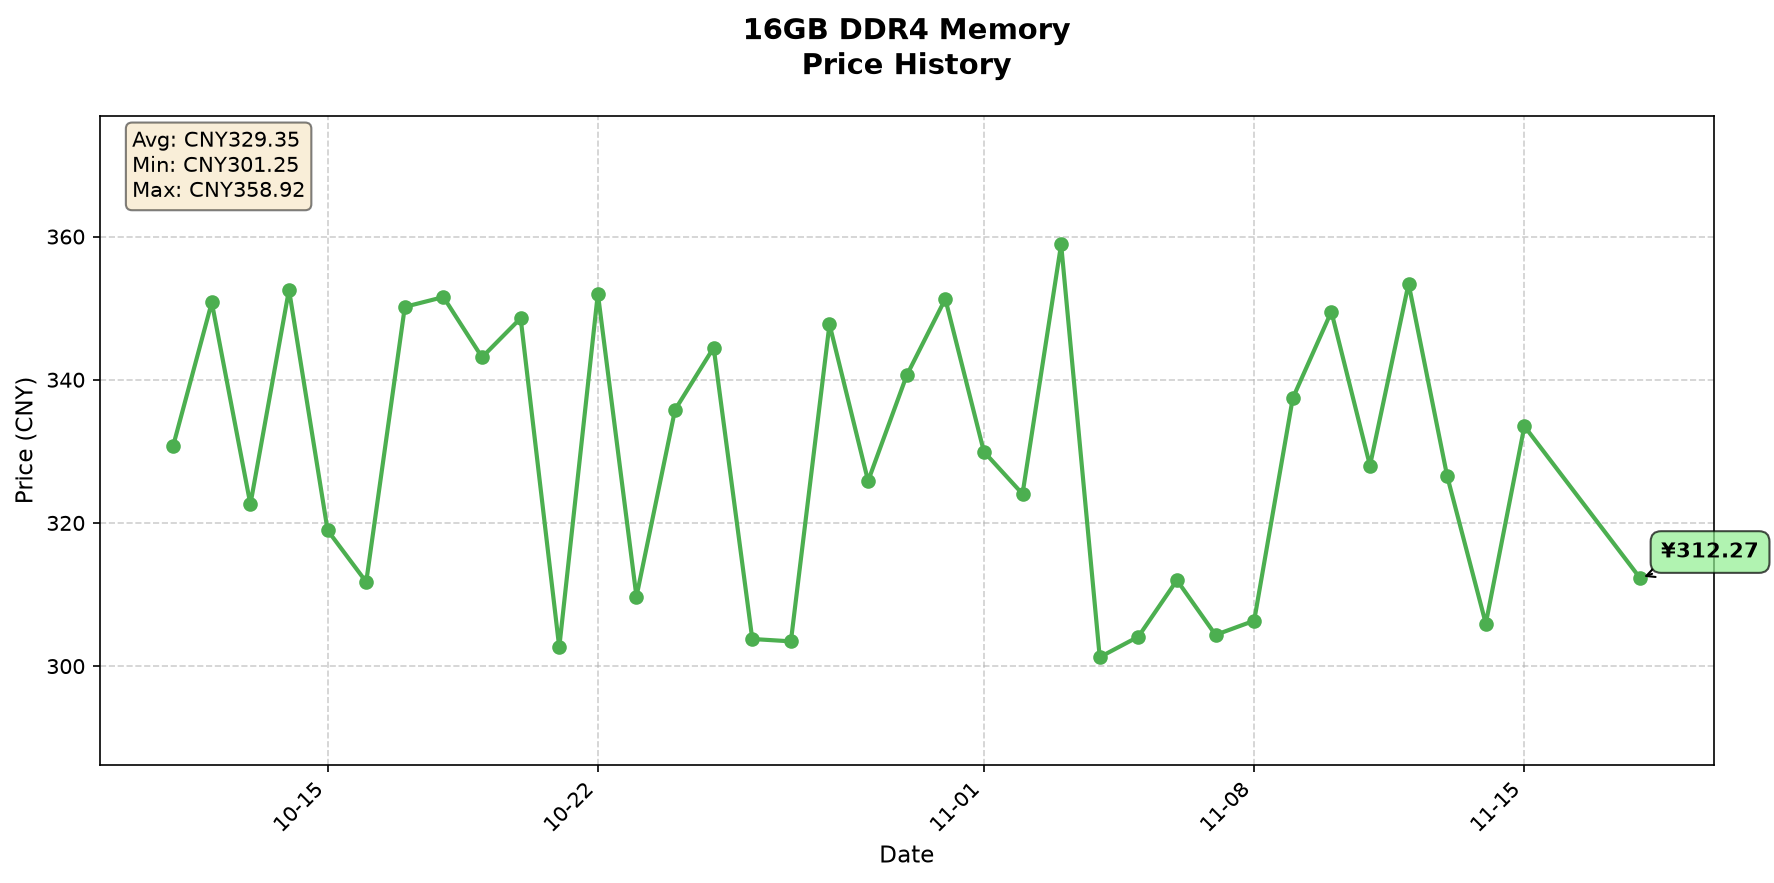 16GB DDR4 Memory
Price History
Avg: CNY329.35
Min: CNY301.25
Max: CNY358.92
Price (CNY)
360
340
320
300
¥312.27
10-15
10-22
11-01
11-08
11-15
Date